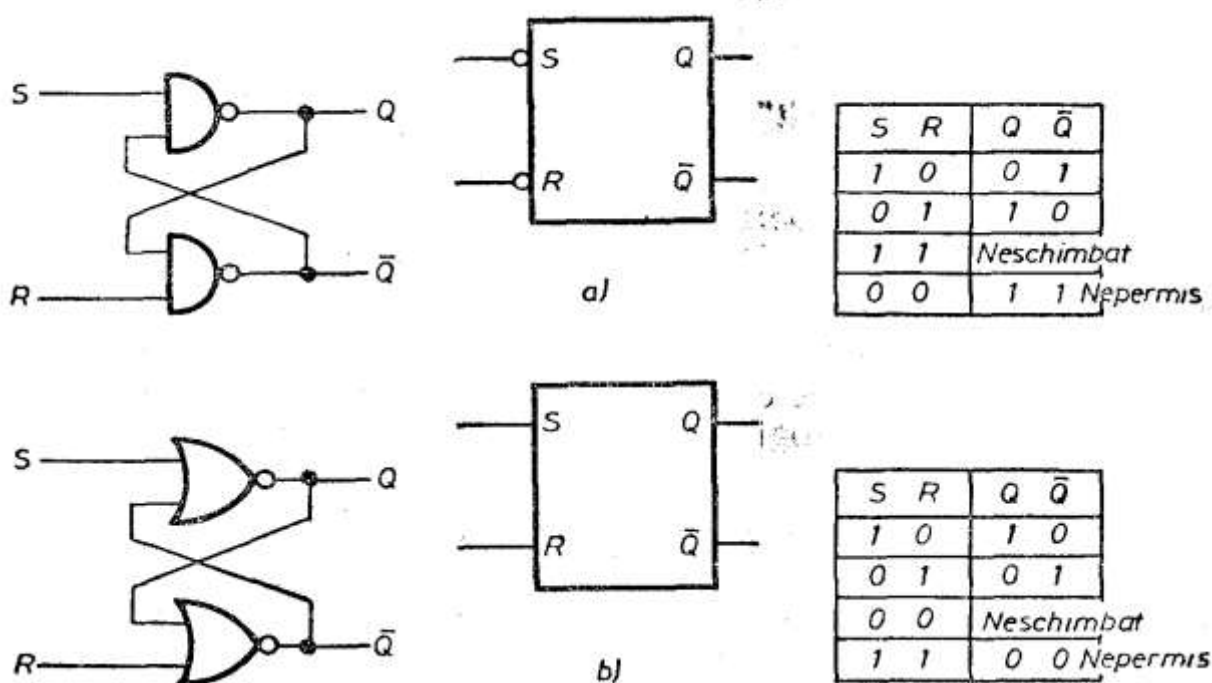 S
Q
R
Q̄
S Q
R Q̄
a)
S R Q Q̄
1 0 0 1
0 1 1 0
1 1 Neschimbat
0 0 1 1 Nepermis
S
Q
R
Q̄
S Q
R Q̄
b)
S R Q Q̄
1 0 1 0
0 1 0 1
0 0 Neschimbat
1 1 0 0 Nepermis